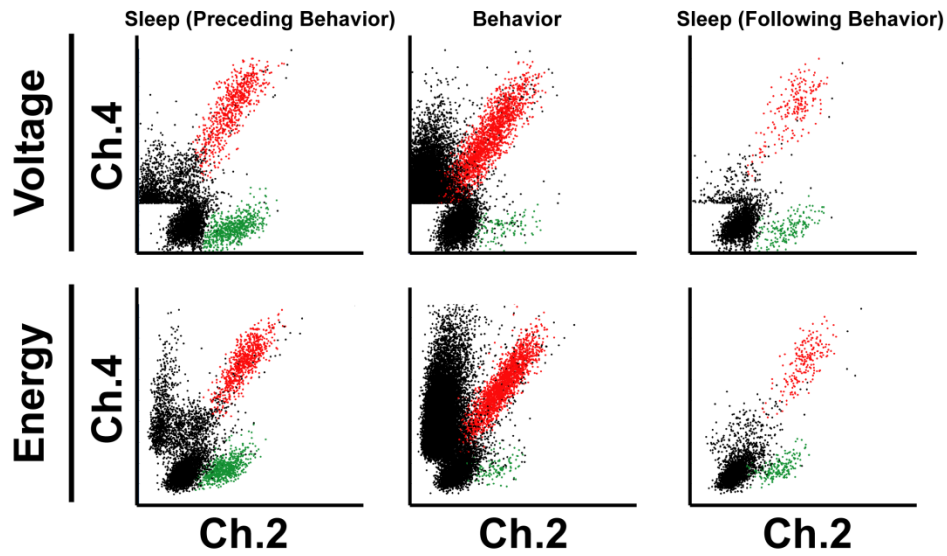 Sleep (Preceding Behavior) Behavior Sleep (Following Behavior)
Voltage
Ch.4
Energy
Ch.4
Ch.2 Ch.2 Ch.2